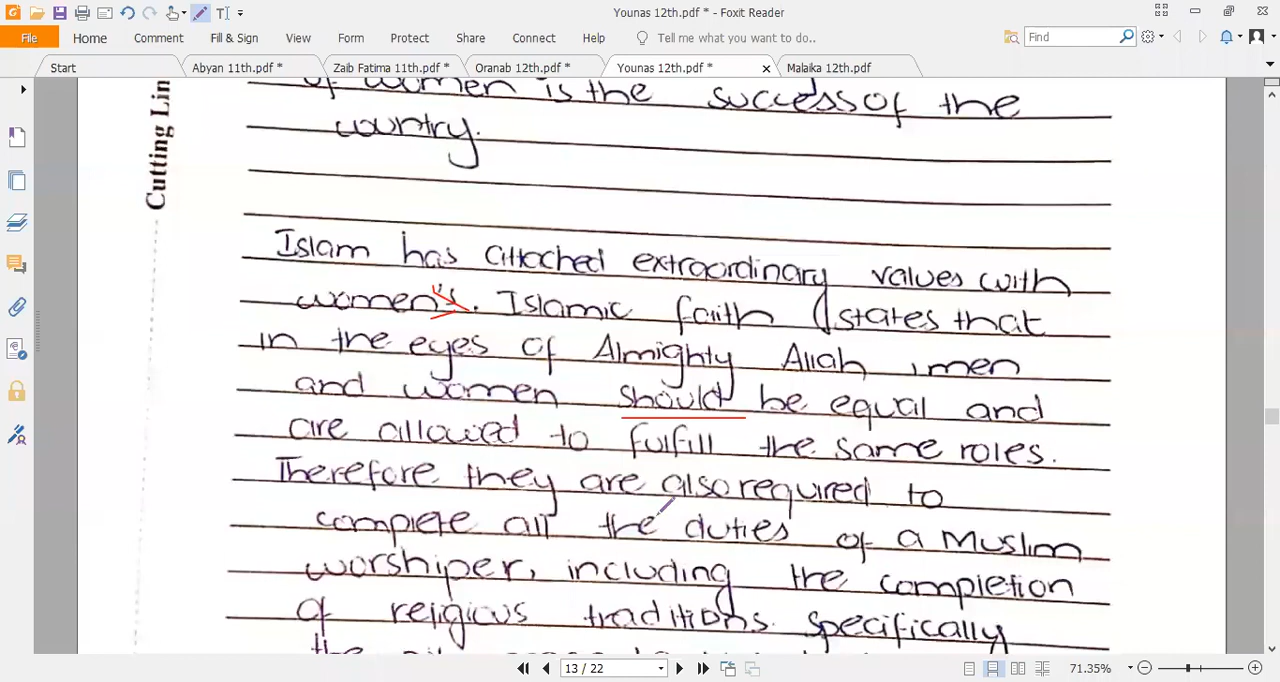 Younas 12th.pdf * - Foxit Reader
File Home Comment Fill & Sign View Form Protect Share Connect Help Tell me what you want to do.. Find
Start Abyan 11th.pdf * Zaib Fatima 11th.pdf * Oranab 12th.pdf * Younas 12th.pdf * Malaika 12th.pdf
Cutting Lin
of women is the success of the
country.
Islam has attached extraordinary values with
women's. Islamic faith states that
in the eyes of Almighty Allah , men
and women should be equal and
are allowed to fulfill the same roles.
Therefore they are also required to
complete all the duties of a Muslim
worshiper, including the completion
of religious traditions. specifically
the
13 / 22 71.35%